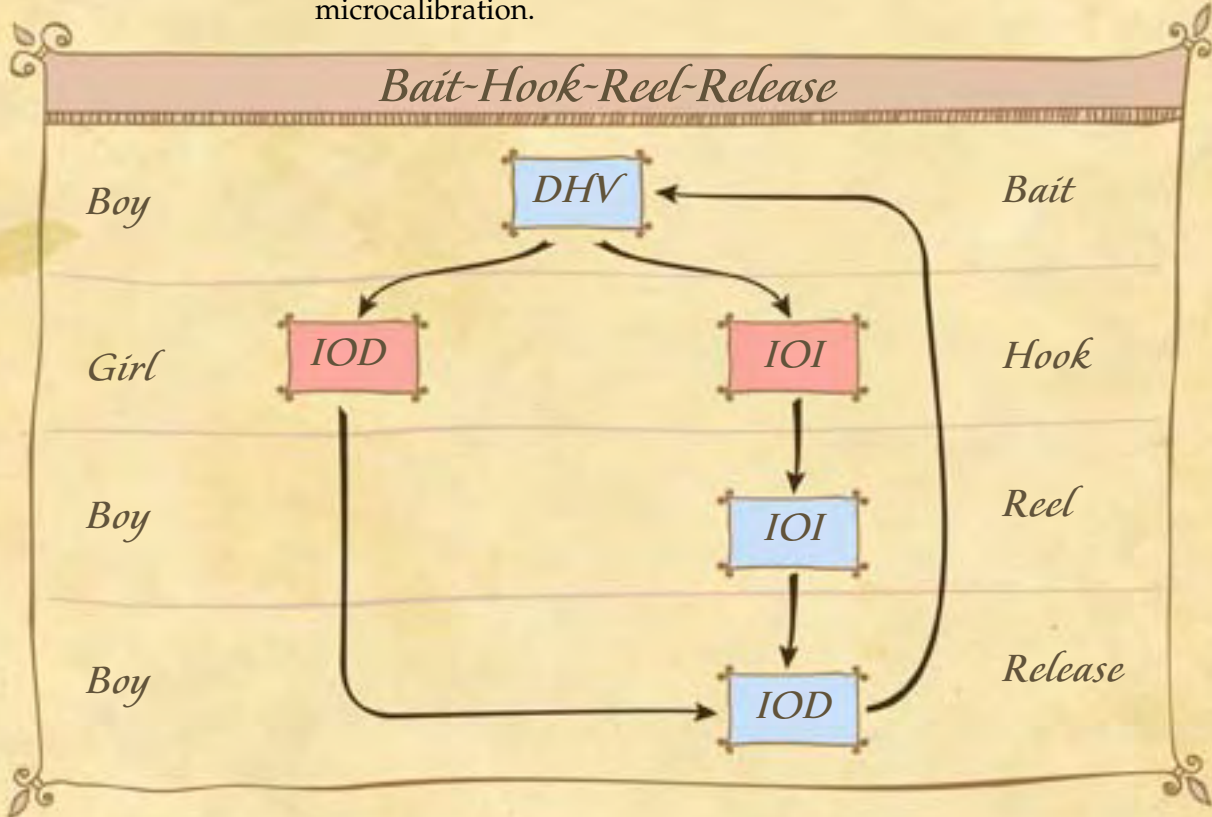 microcalibration.
Bait-Hook-Reel-Release
Boy DHV Bait
Girl IOD IOI Hook
Boy IOI Reel
Boy IOD Release